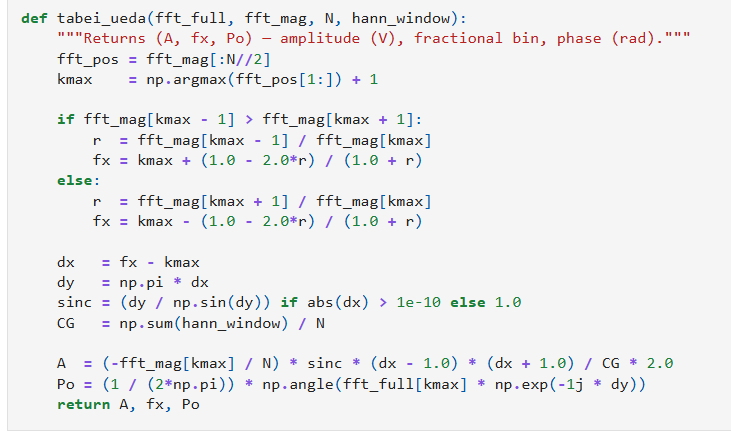 def tabei_ueda(fft_full, fft_mag, N, hann_window):
    """Returns (A, fx, Po) — amplitude (V), fractional bin, phase (rad)."""
    fft_pos = fft_mag[:N//2]
    kmax    = np.argmax(fft_pos[1:]) + 1

    if fft_mag[kmax - 1] > fft_mag[kmax + 1]:
        r  = fft_mag[kmax - 1] / fft_mag[kmax]
        fx = kmax + (1.0 - 2.0*r) / (1.0 + r)
    else:
        r  = fft_mag[kmax + 1] / fft_mag[kmax]
        fx = kmax - (1.0 - 2.0*r) / (1.0 + r)

    dx   = fx - kmax
    dy   = np.pi * dx
    sinc = (dy / np.sin(dy)) if abs(dx) > 1e-10 else 1.0
    CG   = np.sum(hann_window) / N

    A  = (-fft_mag[kmax] / N) * sinc * (dx - 1.0) * (dx + 1.0) / CG * 2.0
    Po = (1 / (2*np.pi)) * np.angle(fft_full[kmax] * np.exp(-1j * dy))
    return A, fx, Po